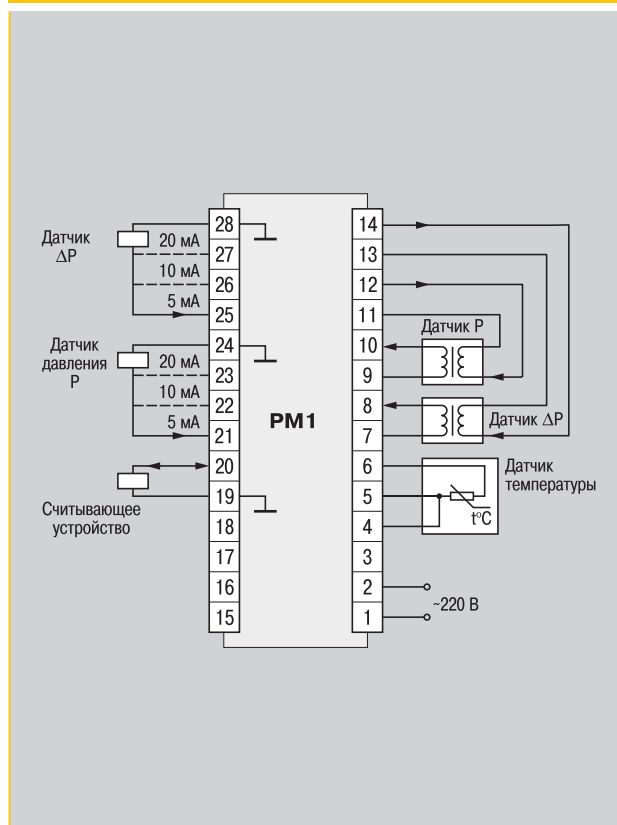 Датчик
ΔP
20 мА
10 мА
5 мА
Датчик
давления
P
20 мА
10 мА
5 мА
Считывающее
устройство
28
27
26
25
24
23
22
21
20
19
18
17
16
15
РМ1
14
13
12
11
10
9
8
7
6
5
4
3
2
1
Датчик P
Датчик ΔP
Датчик
температуры
t°C
~220 В